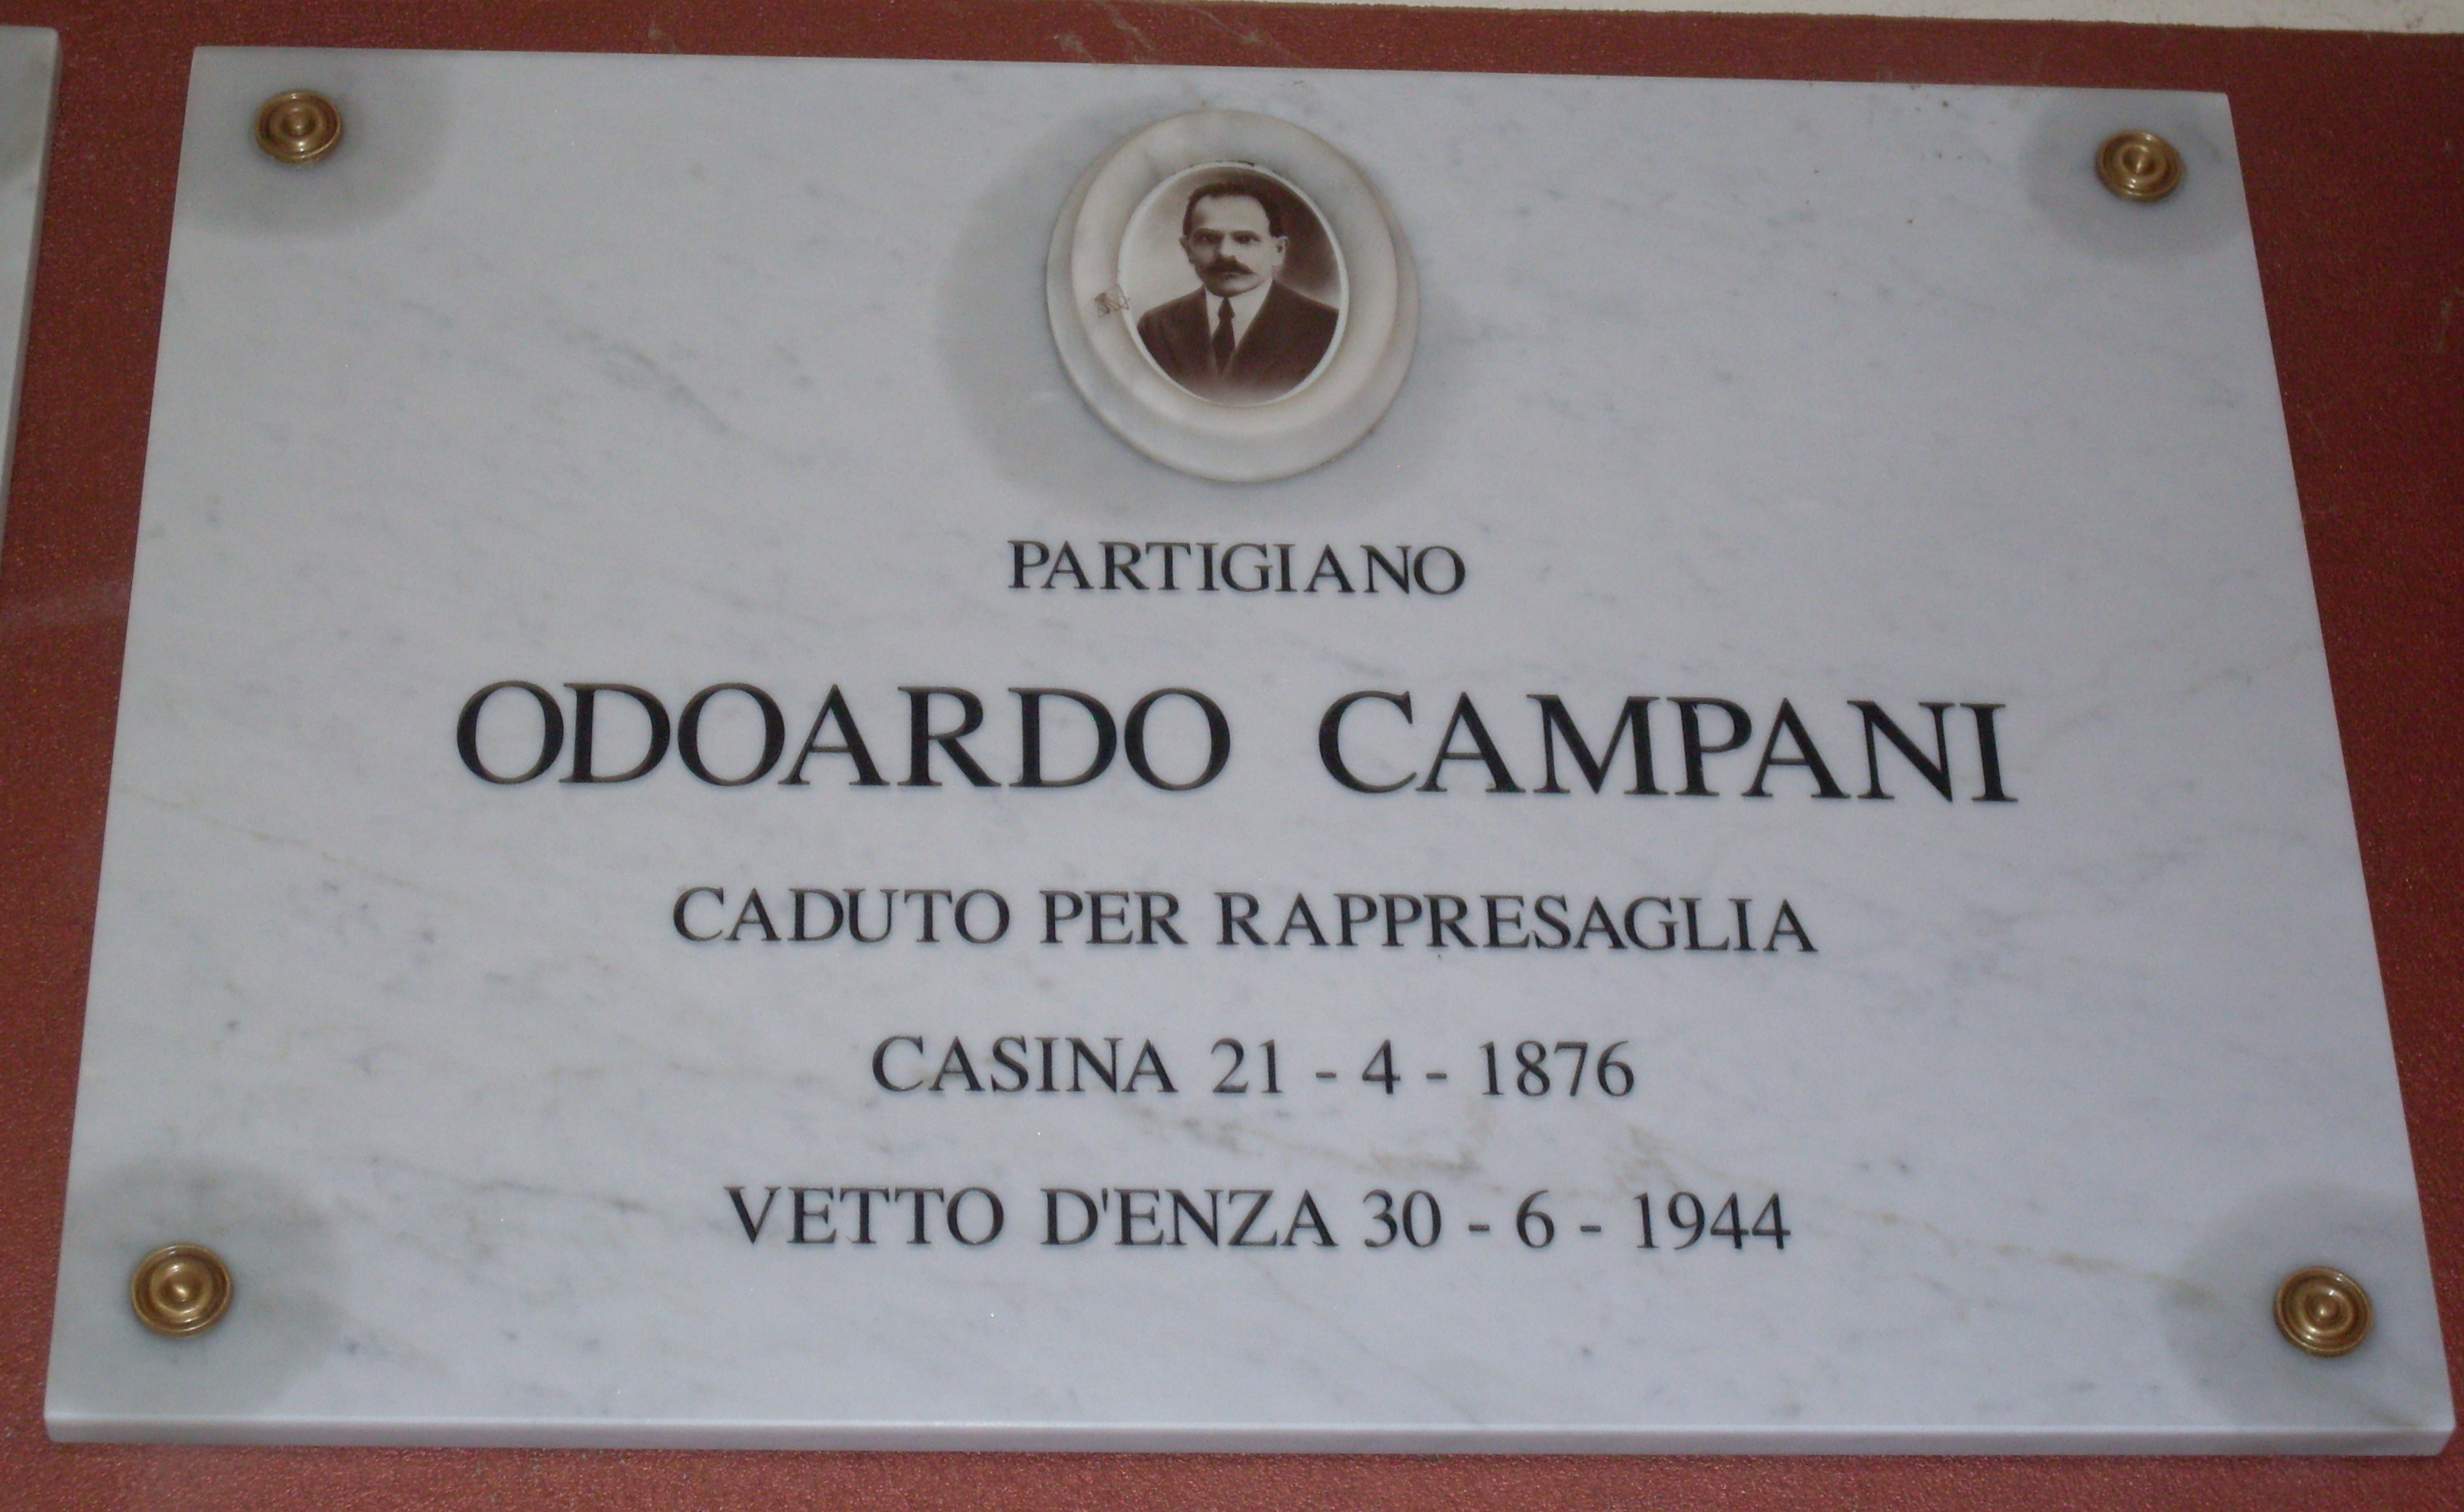 PARTIGIANO
ODOARDO CAMPANI
CADUTO PER RAPPRESAGLIA
CASINA 21 - 4 - 1876
VETTO D'ENZA 30 - 6 - 1944